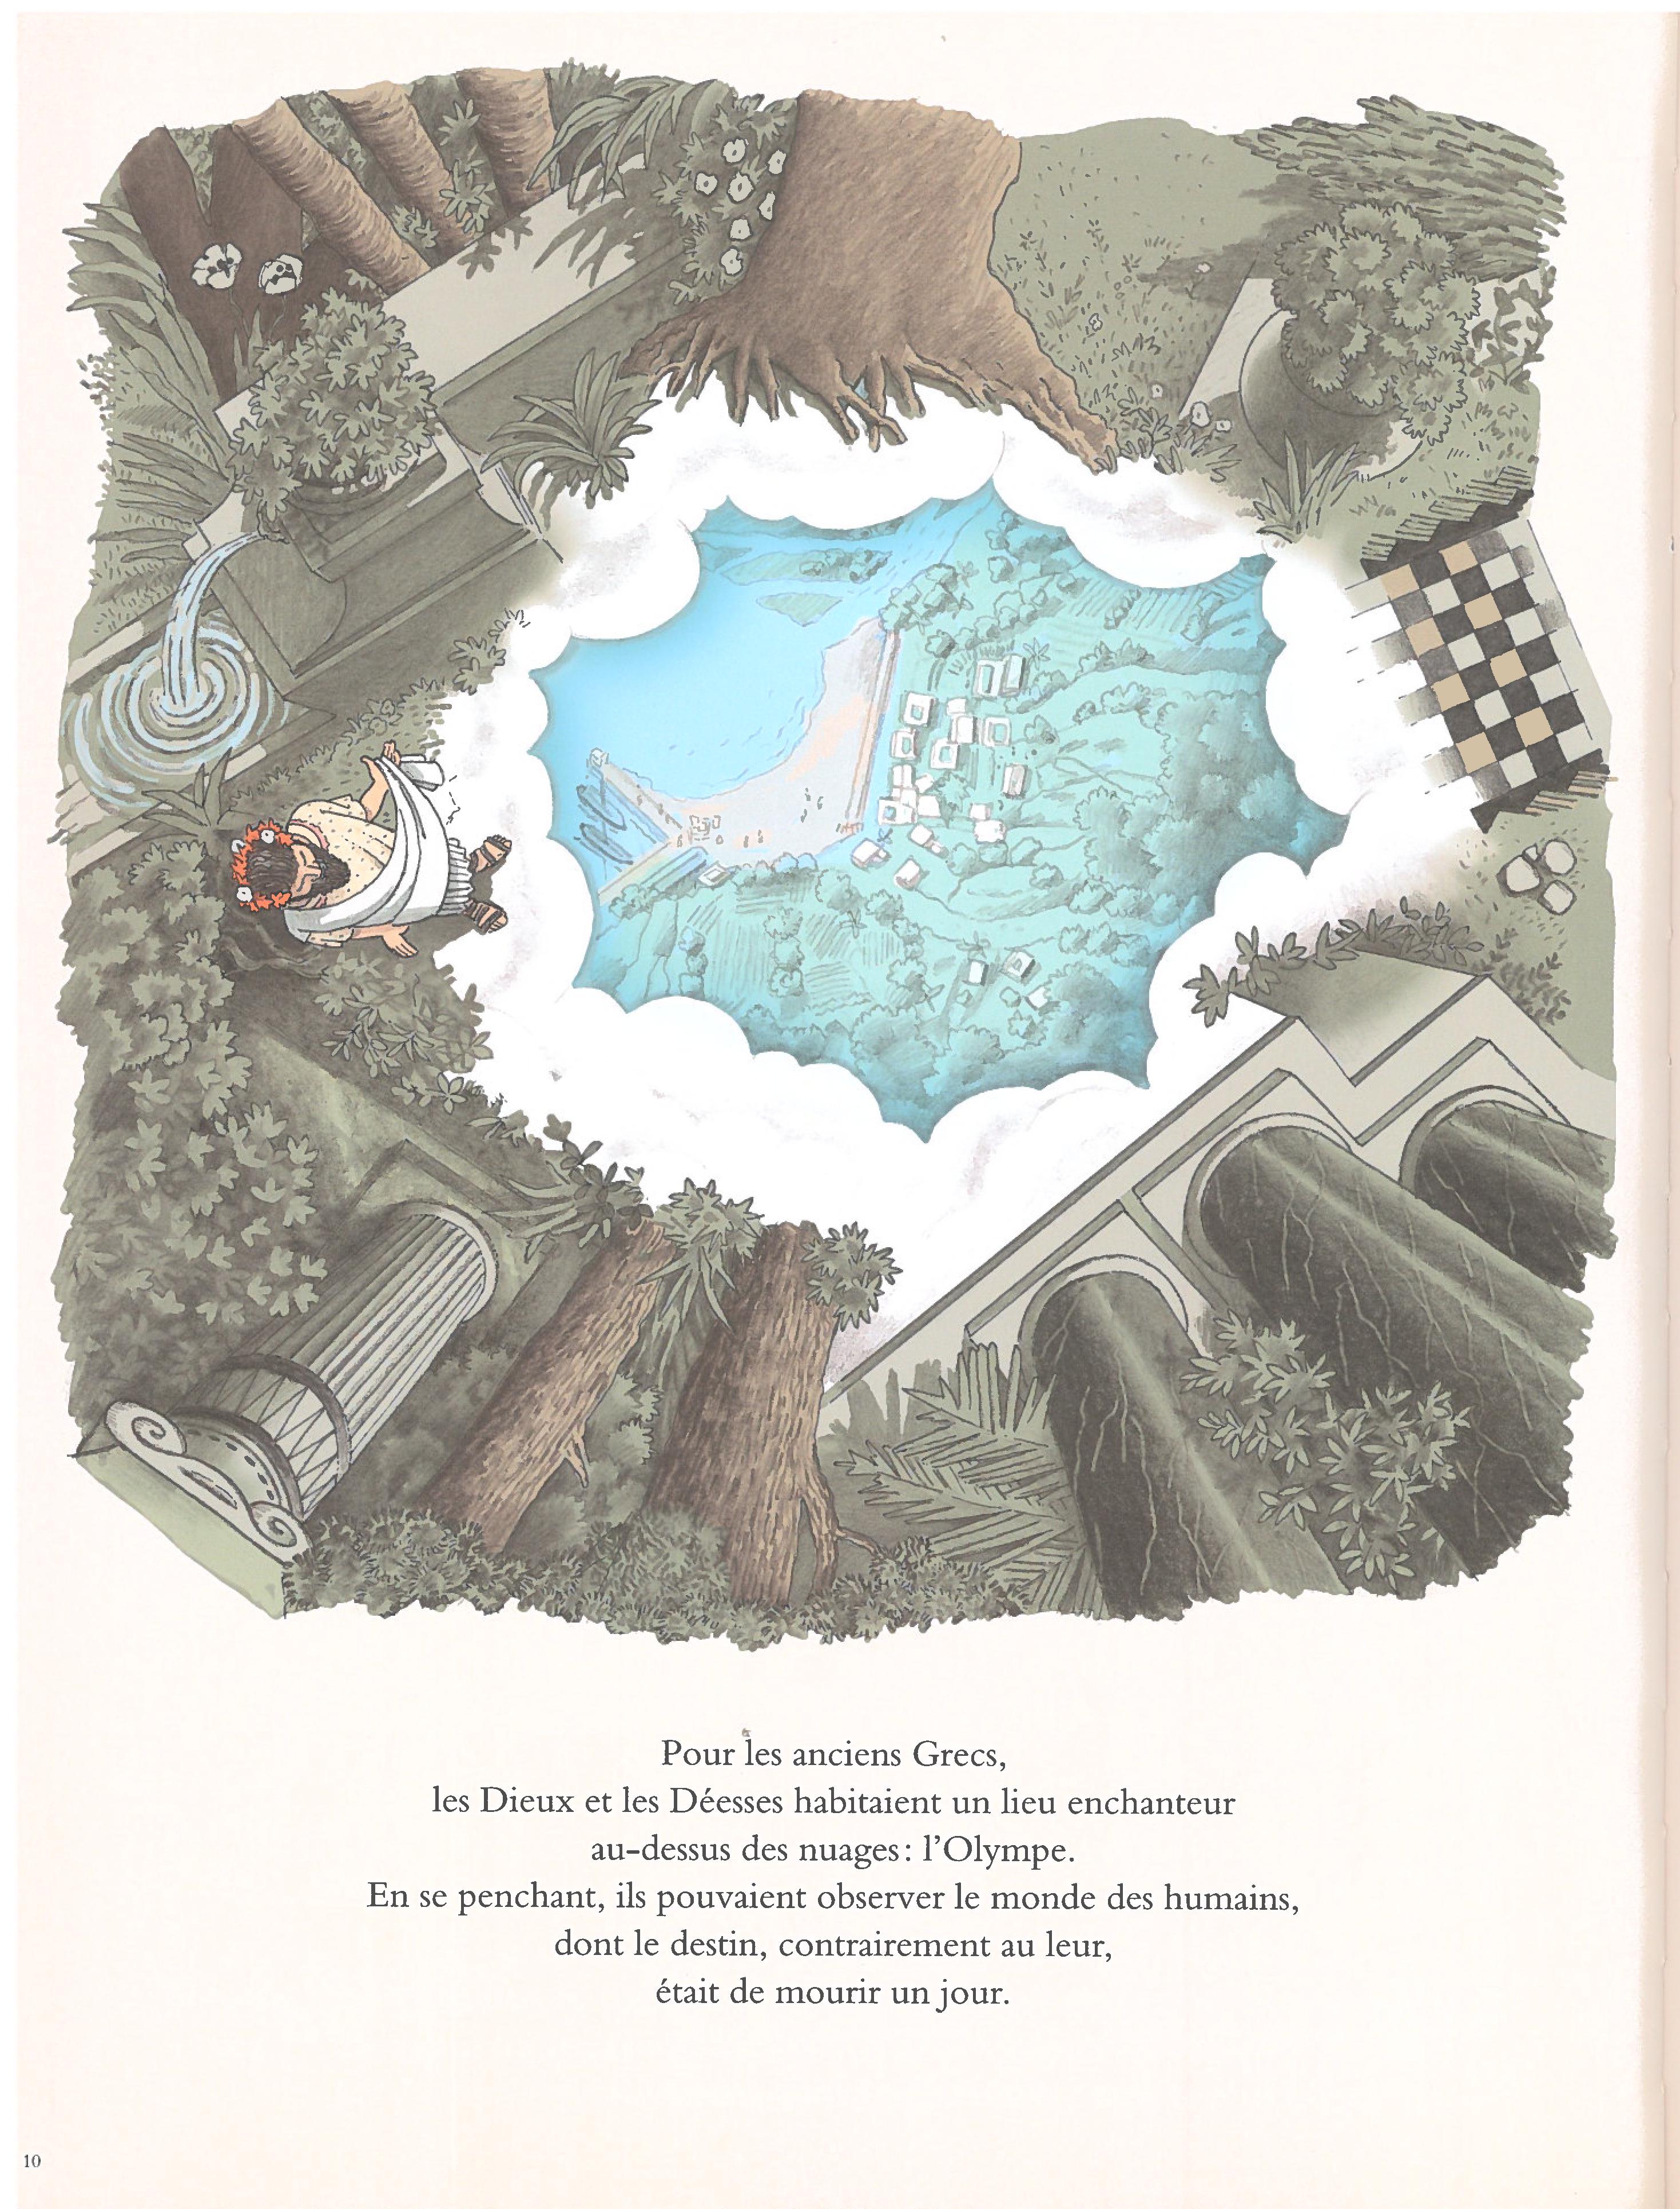 Pour les anciens Grecs,
les Dieux et les Déesses habitaient un lieu enchanteur
au-dessus des nuages : l'Olympe.
En se penchant, ils pouvaient observer le monde des humains,
dont le destin, contrairement au leur,
était de mourir un jour.
10